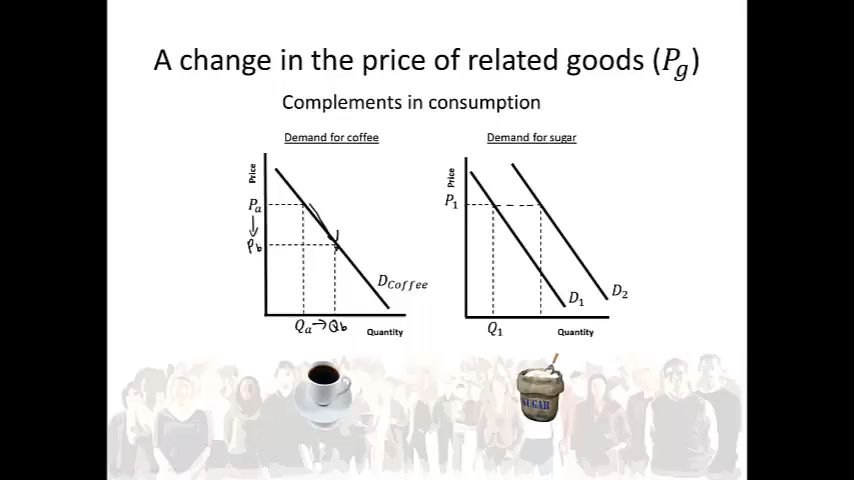 A change in the price of related goods (P_g)
Complements in consumption
Demand for coffee
Demand for sugar
Price
P_a
P_b
D_Coffee
Q_a → Q_b
Quantity
Price
P_1
D_1
D_2
Q_1
Quantity
SUGAR